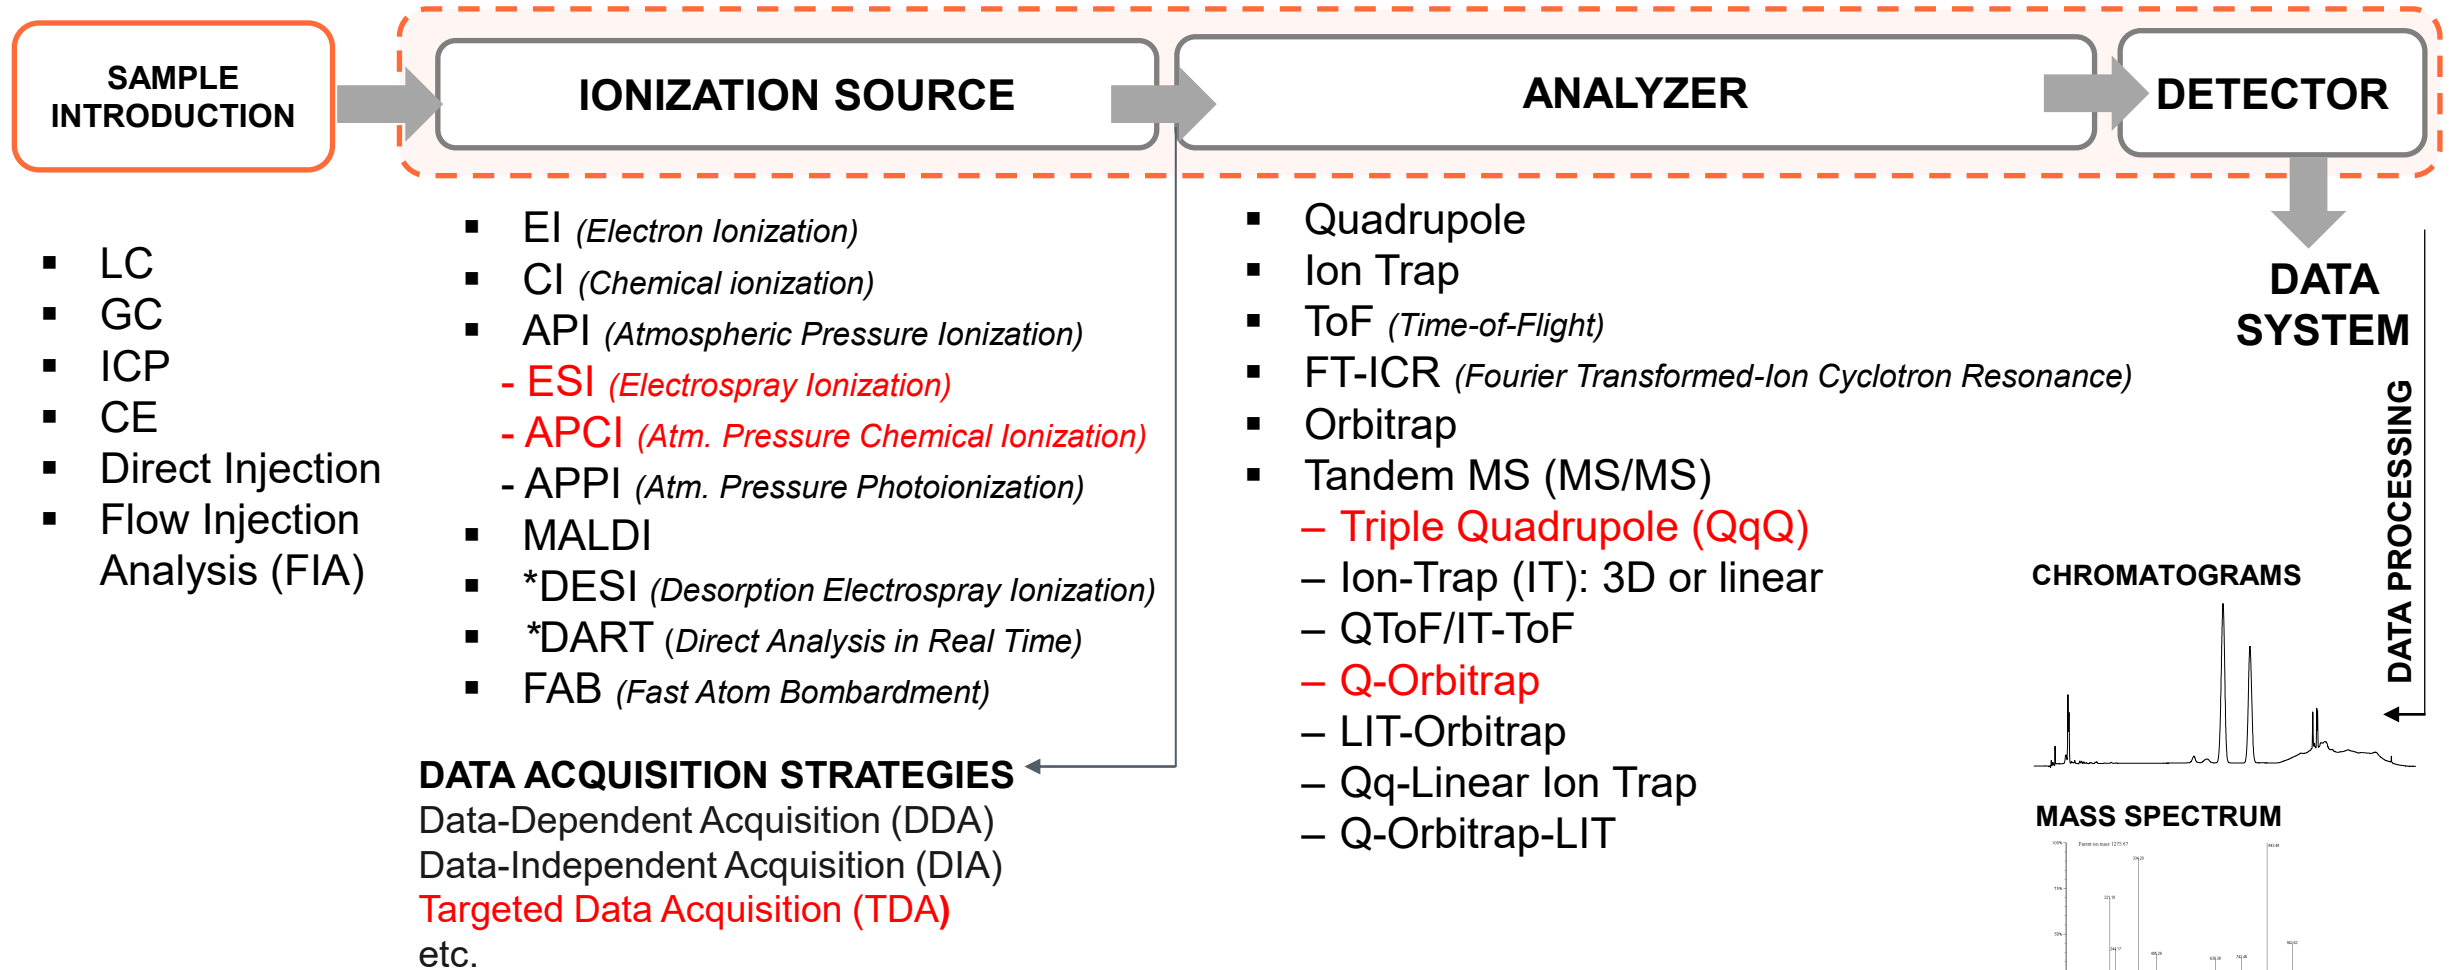 SAMPLE
INTRODUCTION
IONIZATION SOURCE
ANALYZER
DETECTOR
▪ LC
▪ GC
▪ ICP
▪ CE
▪ Direct Injection
▪ Flow Injection
Analysis (FIA)
▪ EI (Electron Ionization)
▪ CI (Chemical ionization)
▪ API (Atmospheric Pressure Ionization)
- ESI (Electrospray Ionization)
- APCI (Atm. Pressure Chemical Ionization)
- APPI (Atm. Pressure Photoionization)
▪ MALDI
▪ *DESI (Desorption Electrospray Ionization)
▪ *DART (Direct Analysis in Real Time)
▪ FAB (Fast Atom Bombardment)
DATA ACQUISITION STRATEGIES
Data-Dependent Acquisition (DDA)
Data-Independent Acquisition (DIA)
Targeted Data Acquisition (TDA)
etc.
▪ Quadrupole
▪ Ion Trap
▪ ToF (Time-of-Flight)
▪ FT-ICR (Fourier Transformed-Ion Cyclotron Resonance)
▪ Orbitrap
▪ Tandem MS (MS/MS)
– Triple Quadrupole (QqQ)
– Ion-Trap (IT): 3D or linear
– QToF/IT-ToF
– Q-Orbitrap
– LIT-Orbitrap
– Qq-Linear Ion Trap
– Q-Orbitrap-LIT
DATA
SYSTEM
DATA PROCESSING
CHROMATOGRAMS
MASS SPECTRUM
100%
75%
50%